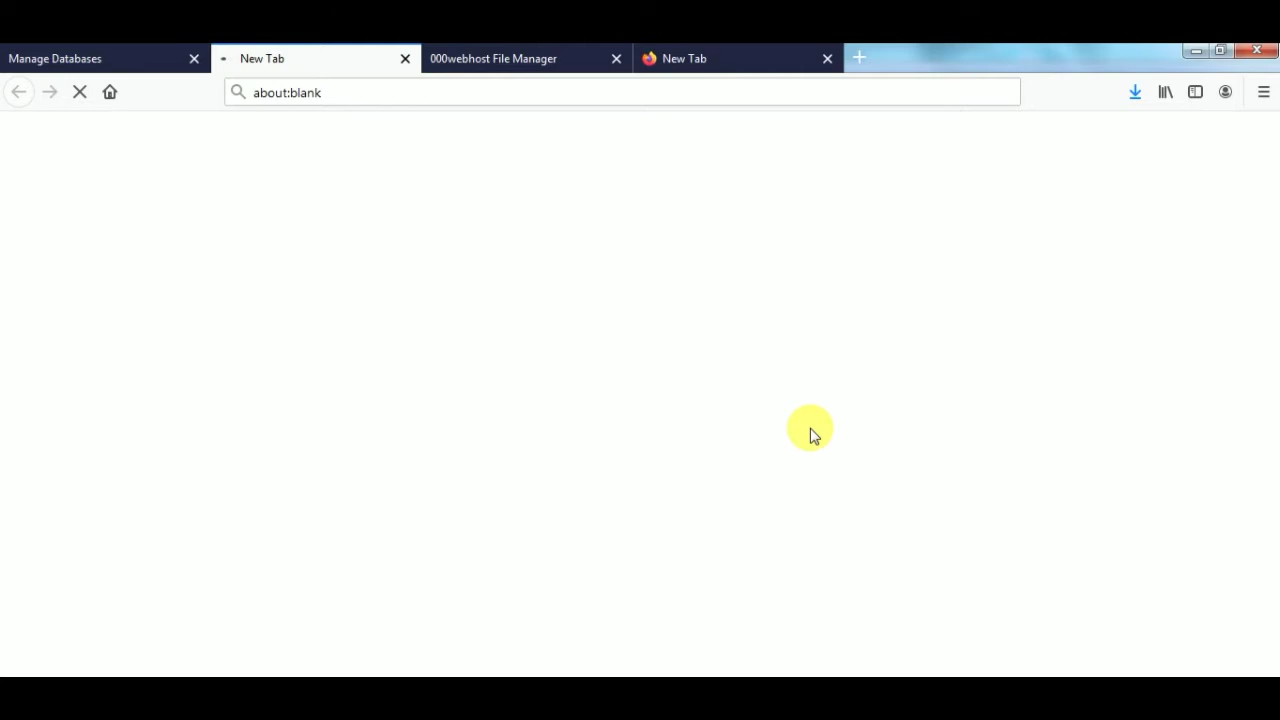 Manage Databases
New Tab
000webhost File Manager
New Tab
about:blank